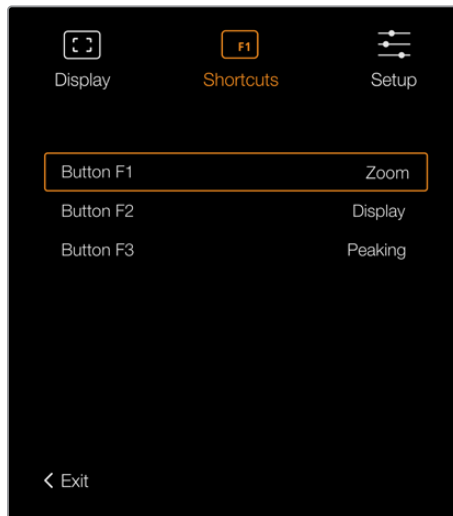 F1
Display Shortcuts Setup
Button F1 Zoom
Button F2 Display
Button F3 Peaking
Exit